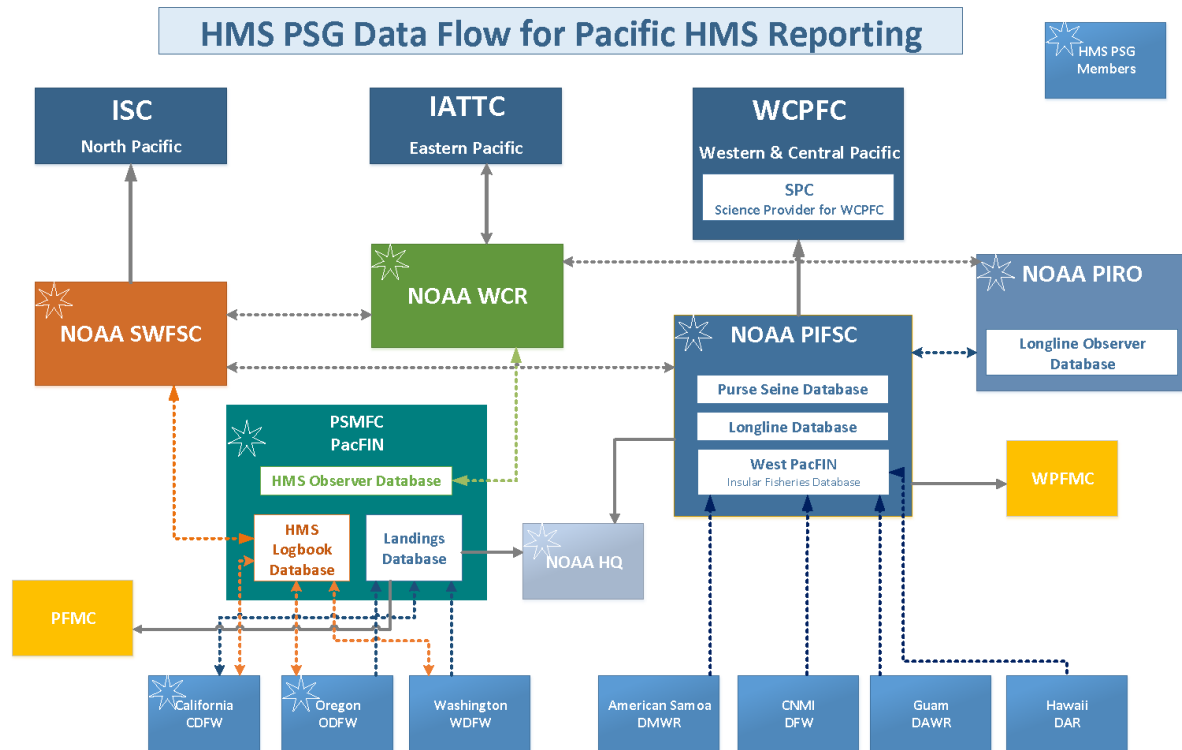 HMS PSG Data Flow for Pacific HMS Reporting
HMS PSG
Members
ISC
North Pacific
IATTC
Eastern Pacific
WCPFC
Western & Central Pacific
SPC
Science Provider for WCPFC
NOAA SWFSC
NOAA WCR
NOAA PIRO
Longline Observer
Database
NOAA PIFSC
Purse Seine Database
Longline Database
West PacFIN
Insular Fisheries Database
PSMFC
PacFIN
HMS Observer Database
HMS
Logbook
Database
Landings
Database
NOAA HQ
WPFMC
PFMC
California
CDFW
Oregon
ODFW
Washington
WDFW
American Samoa
DMWR
CNMI
DFW
Guam
DAWR
Hawaii
DAR